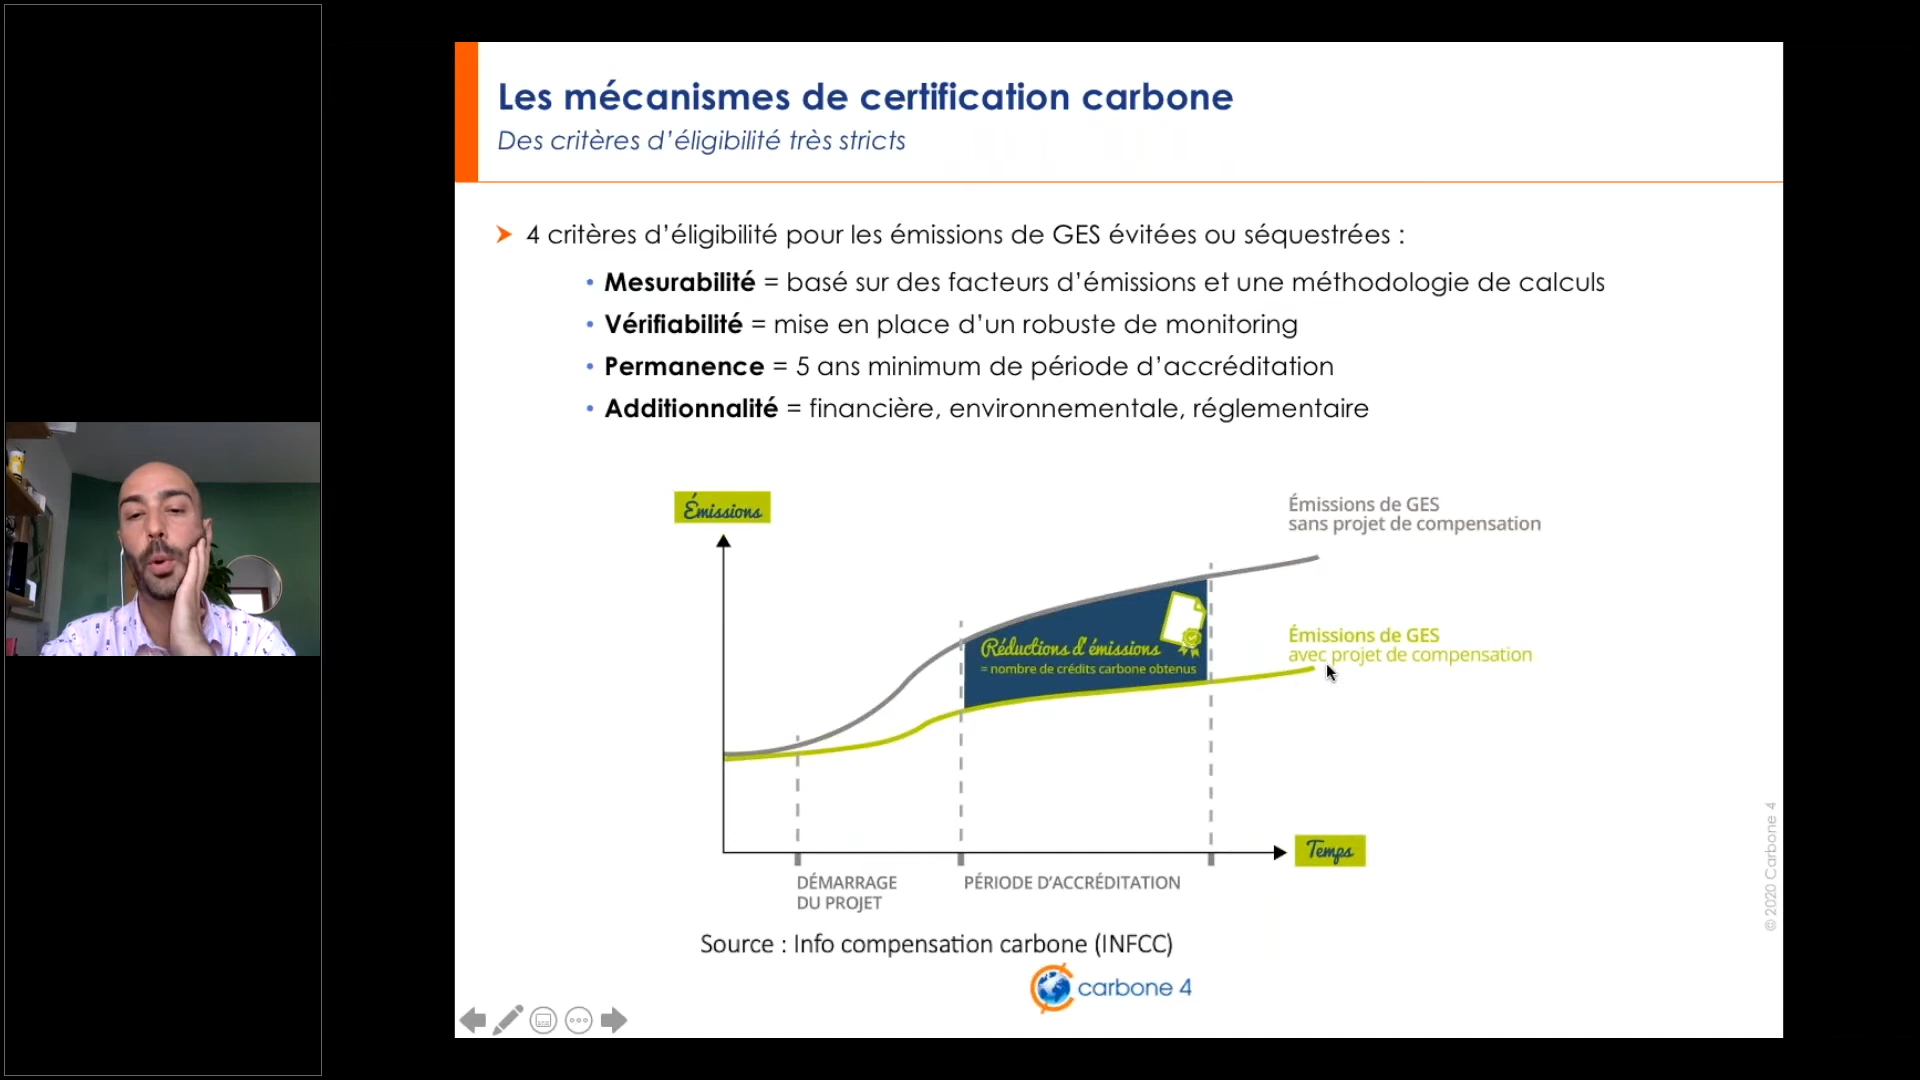 Les mécanismes de certification carbone
Des critères d’éligibilité très stricts
➤ 4 critères d’éligibilité pour les émissions de GES évitées ou séquestrées :
• Mesurabilité = basé sur des facteurs d’émissions et une méthodologie de calculs
• Vérifiabilité = mise en place d’un robuste de monitoring
• Permanence = 5 ans minimum de période d’accréditation
• Additionnalité = financière, environnementale, réglementaire
Émissions
Émissions de GES
sans projet de compensation
Réductions d’émissions
= nombre de crédits carbone obtenus
Émissions de GES
avec projet de compensation
Temps
DÉMARRAGE
DU PROJET
PÉRIODE D’ACCRÉDITATION
Source : Info compensation carbone (INFCC)
carbone 4
© 2020 Carbone 4